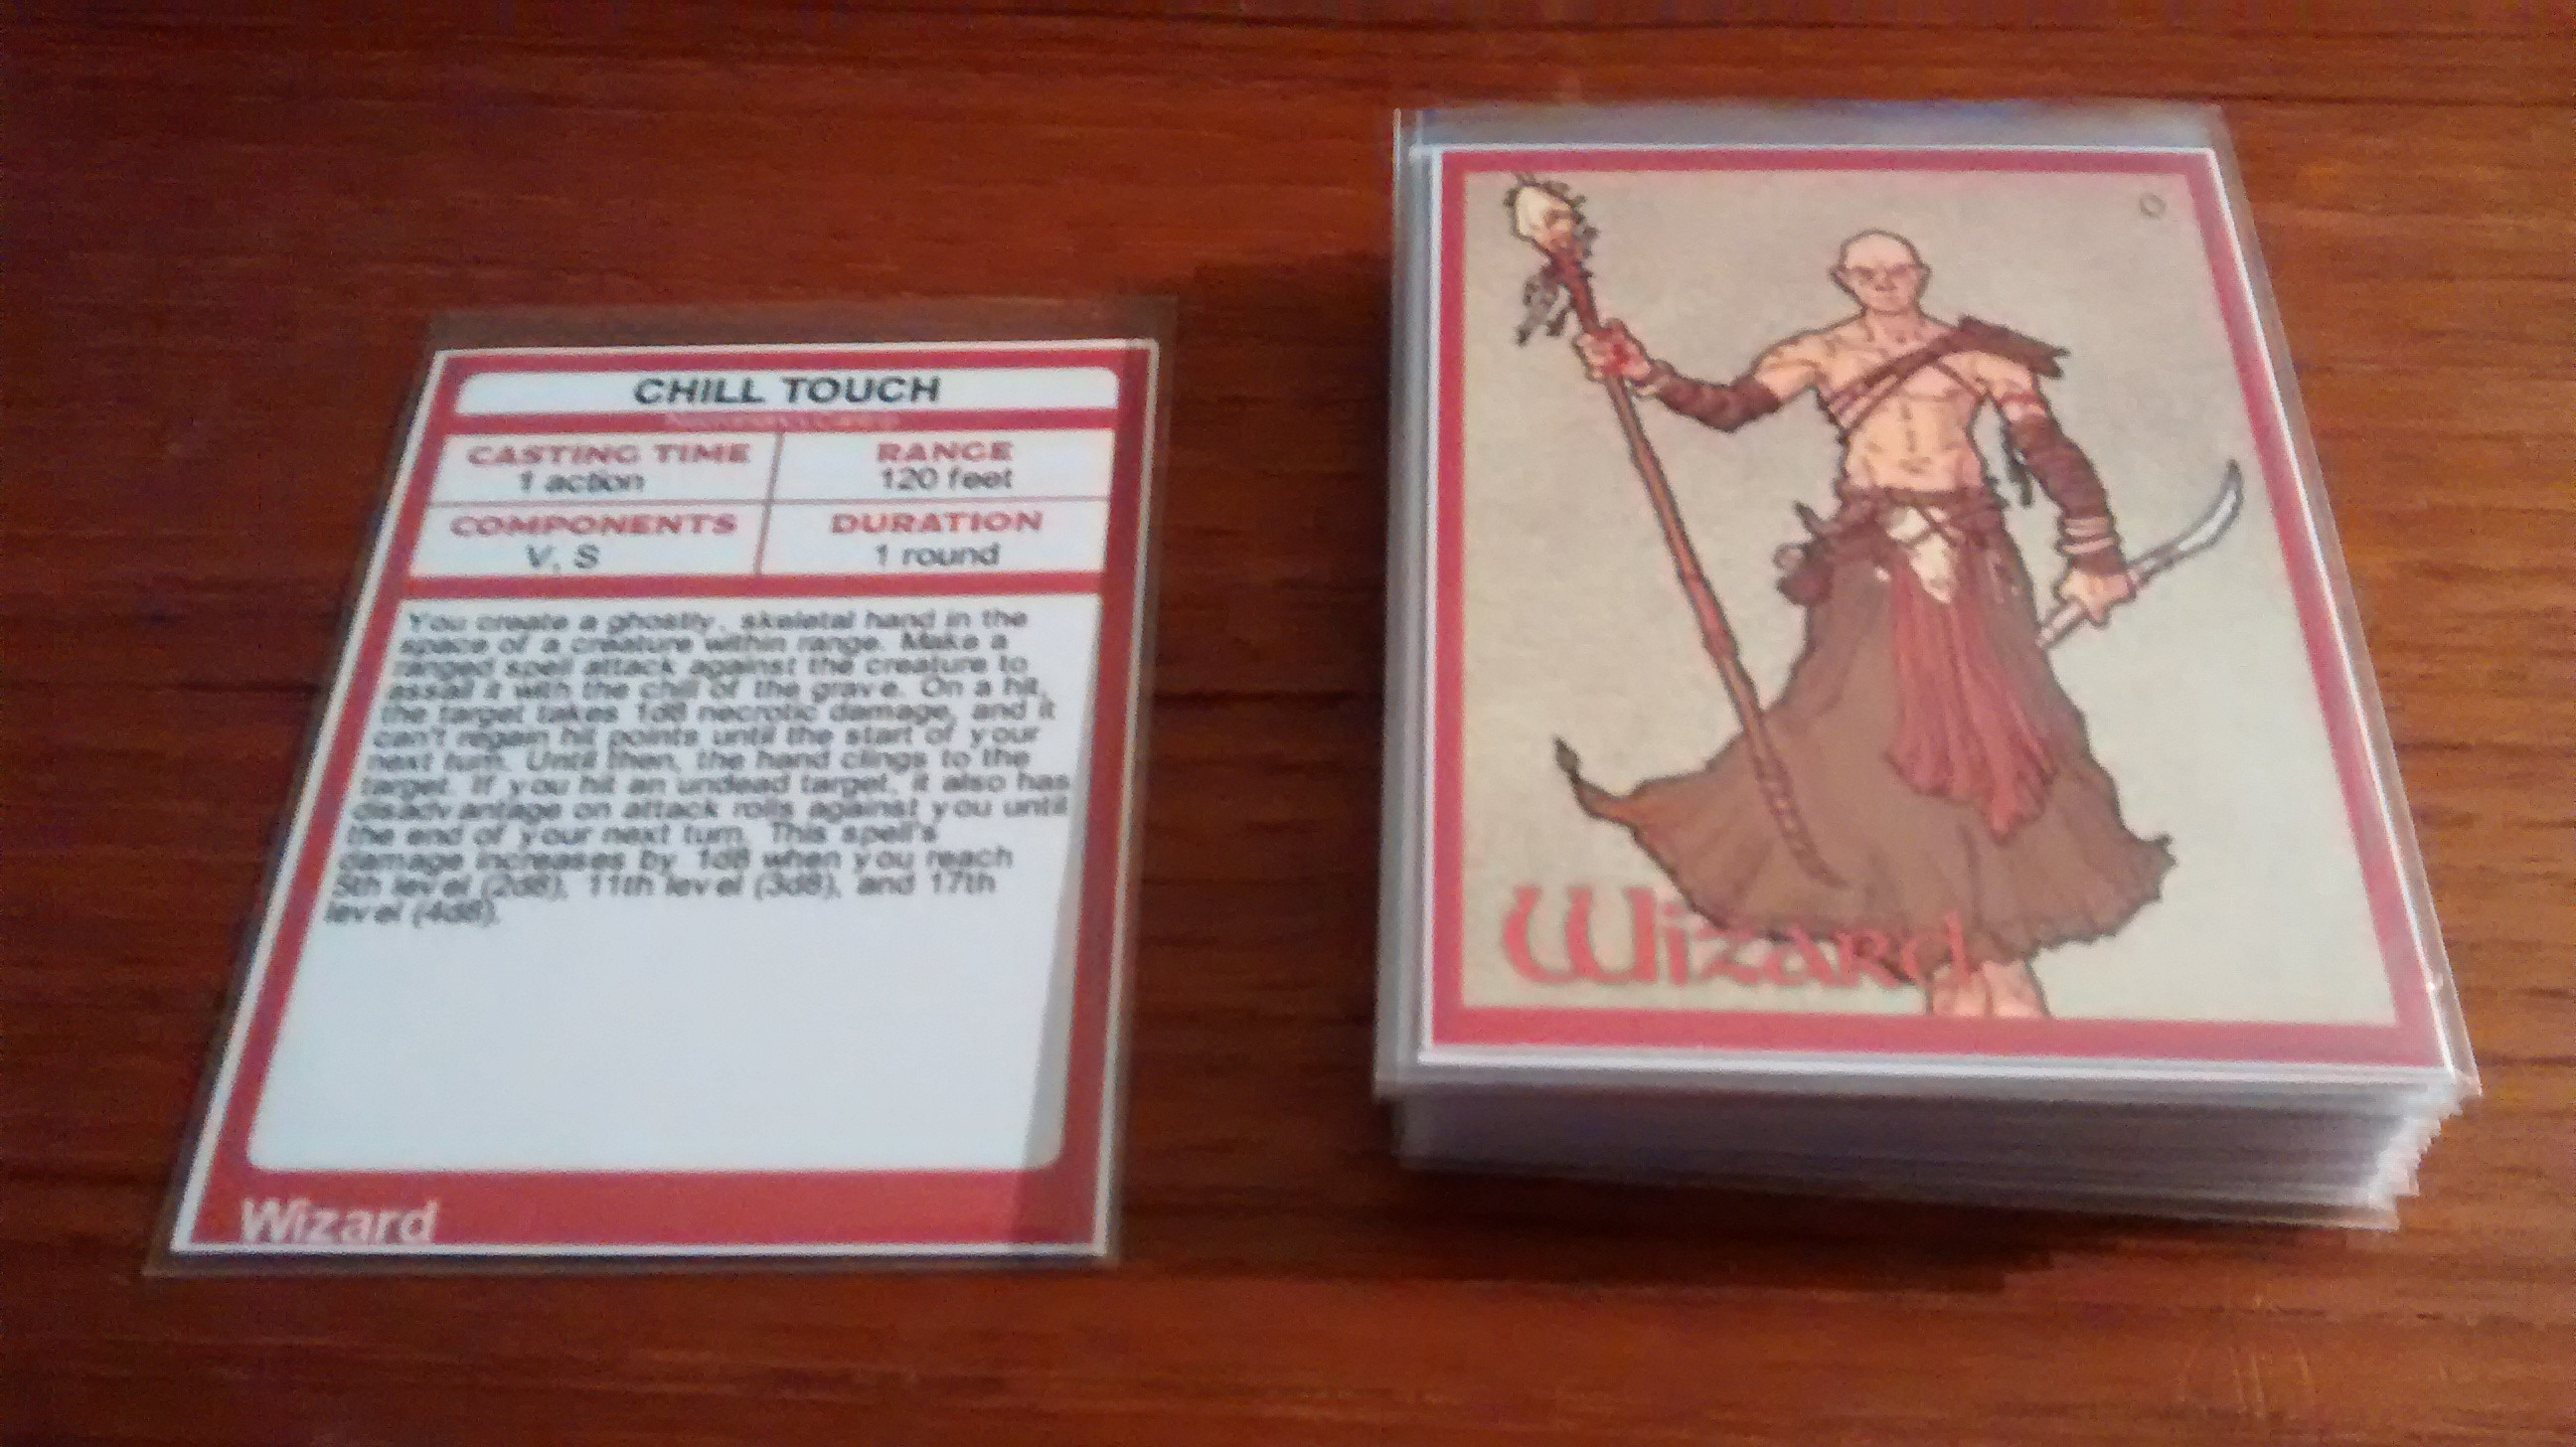 CHILL TOUCH
Necromancy Cantrip
CASTING TIME
1 action
RANGE
120 feet
COMPONENTS
V, S
DURATION
1 round
You create a ghostly, skeletal hand in the
space of a creature within range. Make a
ranged spell attack against the creature to
assail it with the chill of the grave. On a hit,
the target takes 1d8 necrotic damage, and it
can't regain hit points until the start of your
next turn. Until then, the hand clings to the
target. If you hit an undead target, it also has
disadvantage on attack rolls against you until
the end of your next turn. This spell's
damage increases by 1d8 when you reach
5th level (2d8), 11th level (3d8), and 17th
level (4d8).
Wizard
0
Wizard